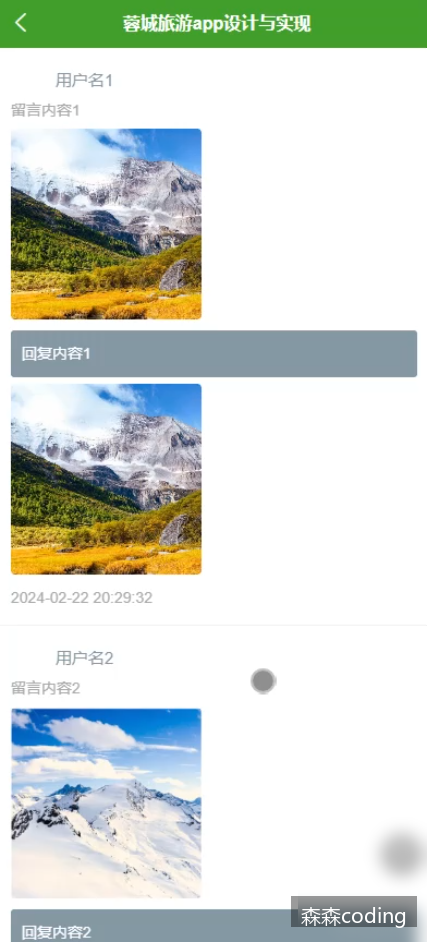 蓉城旅游app设计与实现
用户名1
留言内容1
回复内容1
2024-02-22 20:29:32
用户名2
留言内容2
回复内容2
森森coding